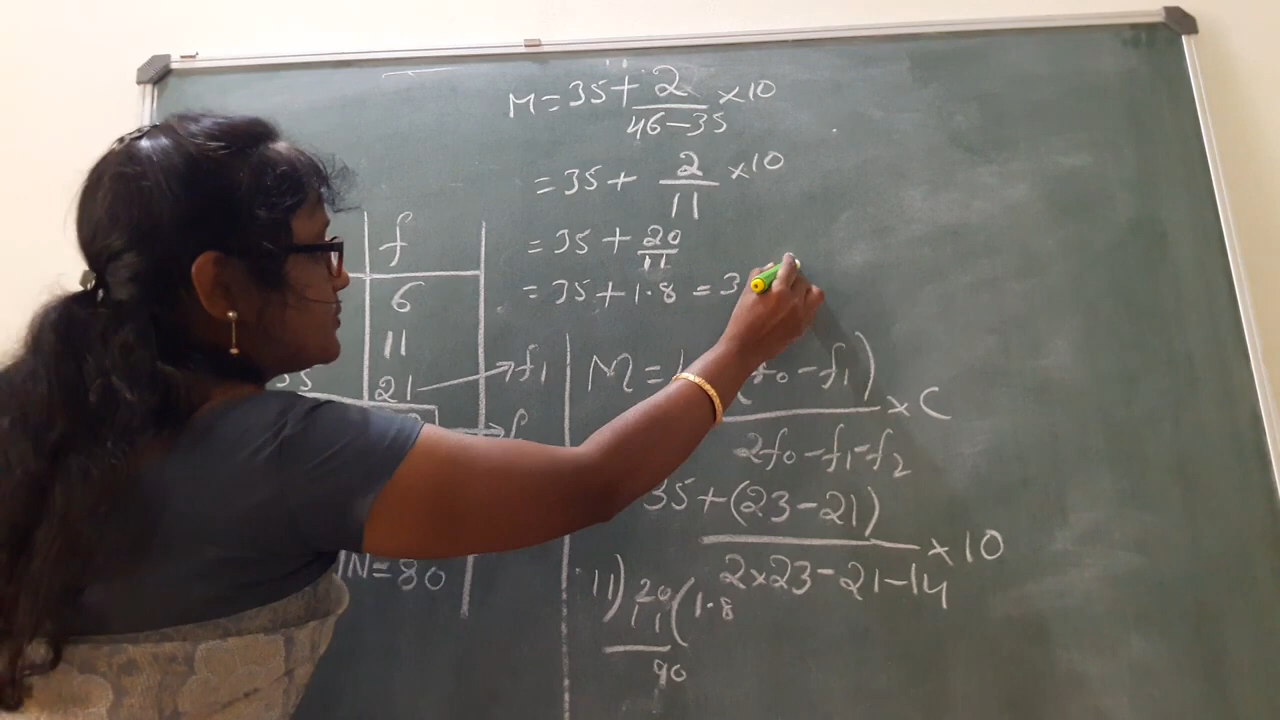 M=35+2/46-35 ×10
=35+ 2/11 ×10
=35+20/11
=35+1.8=3
f
6
11
35
21 → f1
M= (f0-f1)/2f0-f1-f2 ×C
35+(23-21)/2×23-21-14 ×10
N=80
11)20(1.8
11
90